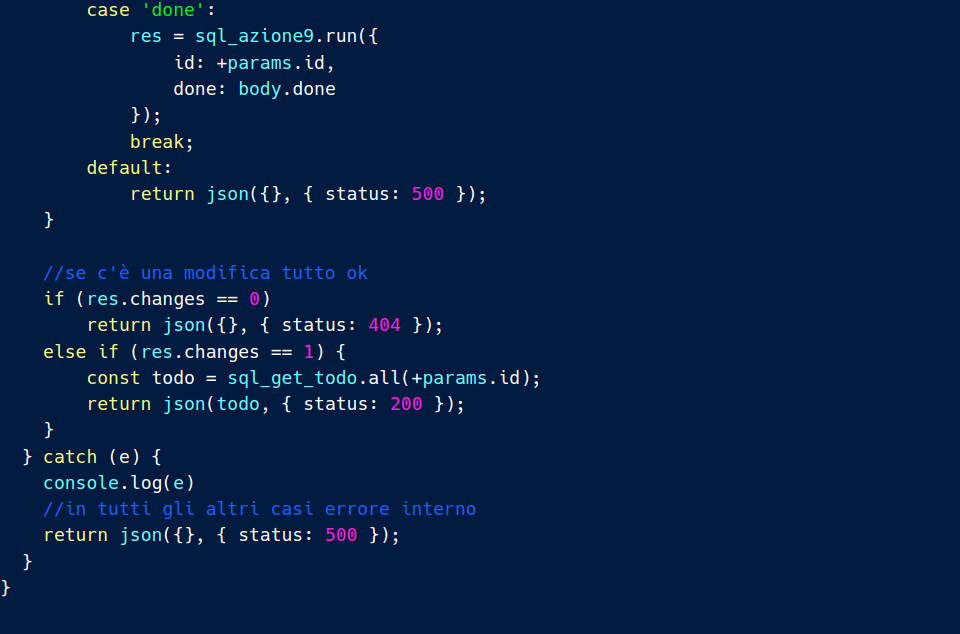 case 'done':
res = sql_azione9.run({
id: +params.id,
done: body.done
});
break;
default:
return json({}, { status: 500 });
}
//se c'è una modifica tutto ok
if (res.changes == 0)
return json({}, { status: 404 });
else if (res.changes == 1) {
const todo = sql_get_todo.all(+params.id);
return json(todo, { status: 200 });
}
} catch (e) {
console.log(e)
//in tutti gli altri casi errore interno
return json({}, { status: 500 });
}
}